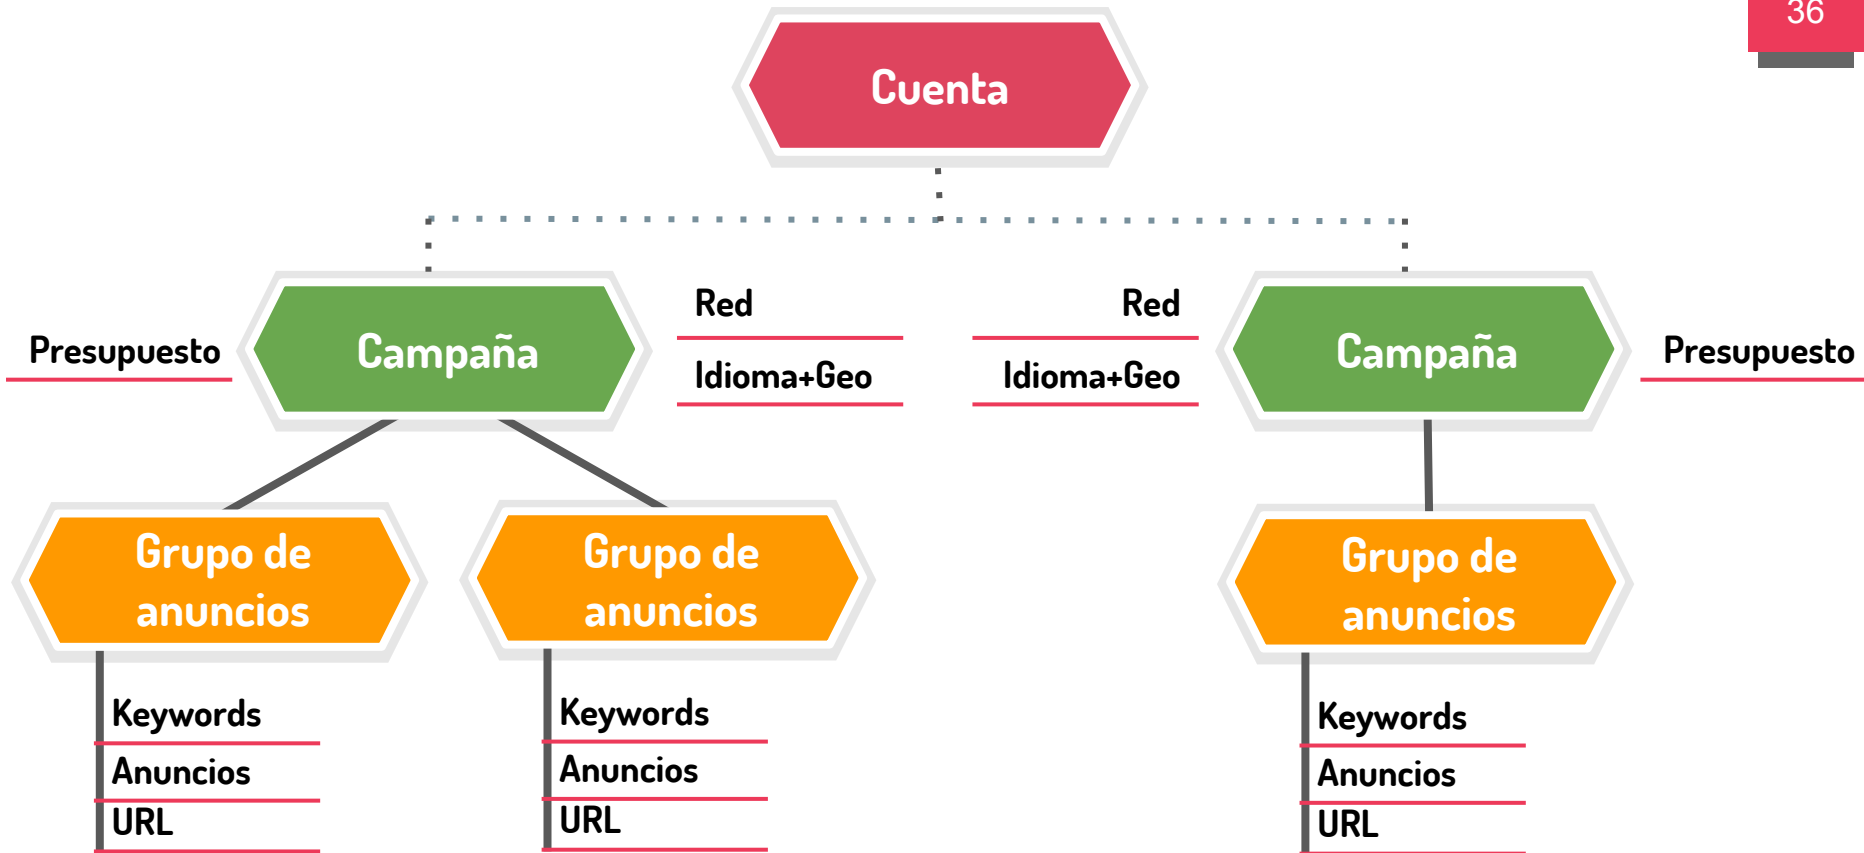 36
Cuenta
Presupuesto
Campaña
Red
Idioma+Geo
Red
Idioma+Geo
Campaña
Presupuesto
Grupo de
anuncios
Keywords
Anuncios
URL
Grupo de
anuncios
Keywords
Anuncios
URL
Grupo de
anuncios
Keywords
Anuncios
URL